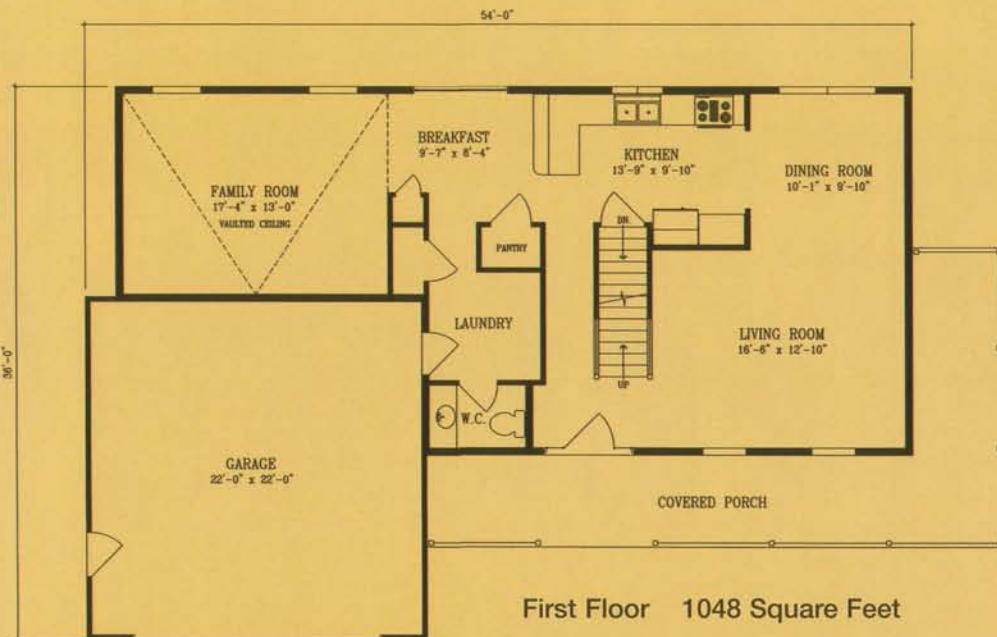 54'-0"
36'-0"
BREAKFAST
9'-7" x 8'-4"
KITCHEN
13'-9" x 9'-10"
DINING ROOM
10'-1" x 9'-10"
FAMILY ROOM
17'-4" x 13'-0"
VAULTED CEILING
DN.
PANTRY
LAUNDRY
LIVING ROOM
16'-6" x 12'-10"
UP
W.C.
GARAGE
22'-0" x 22'-0"
COVERED PORCH
First Floor 1048 Square Feet